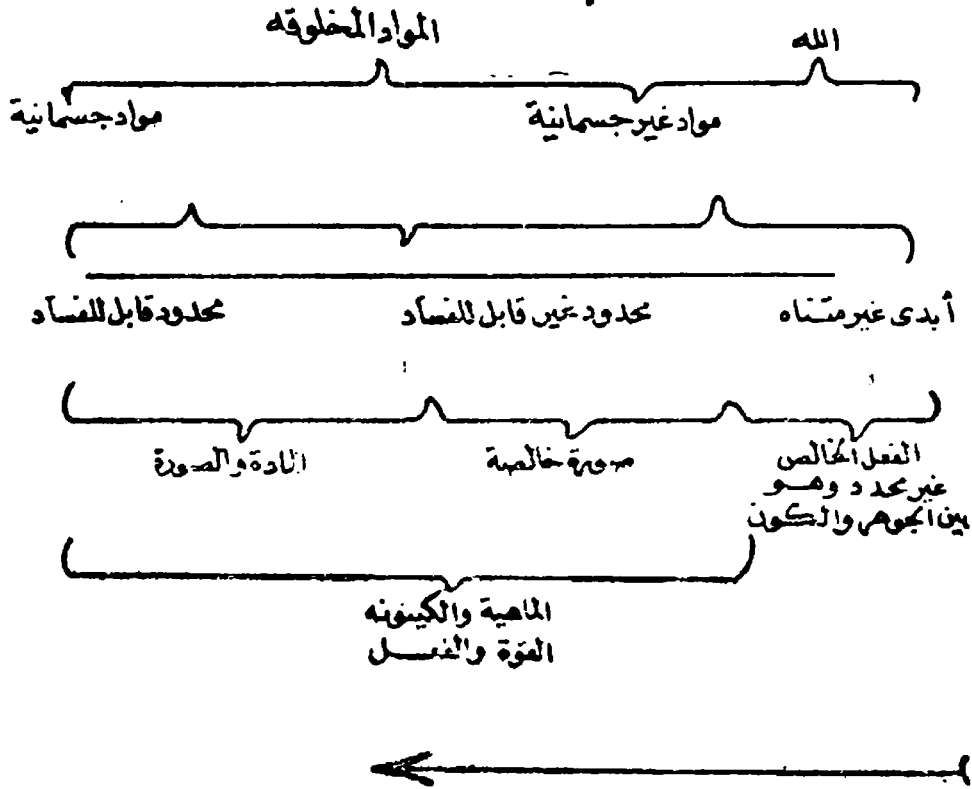 الله
المواد المخلوقه
مواد غير جسمانية
مواد جسمانية
أبدى غير متناه
محدود غير قابل للفساد
محدود قابل للفساد
الفعل الخالص
غير محدد وهو
بين الجوهر والكون
صورة خالصة
المادة والصورة
الماهية والكينونه
القوة والفعل